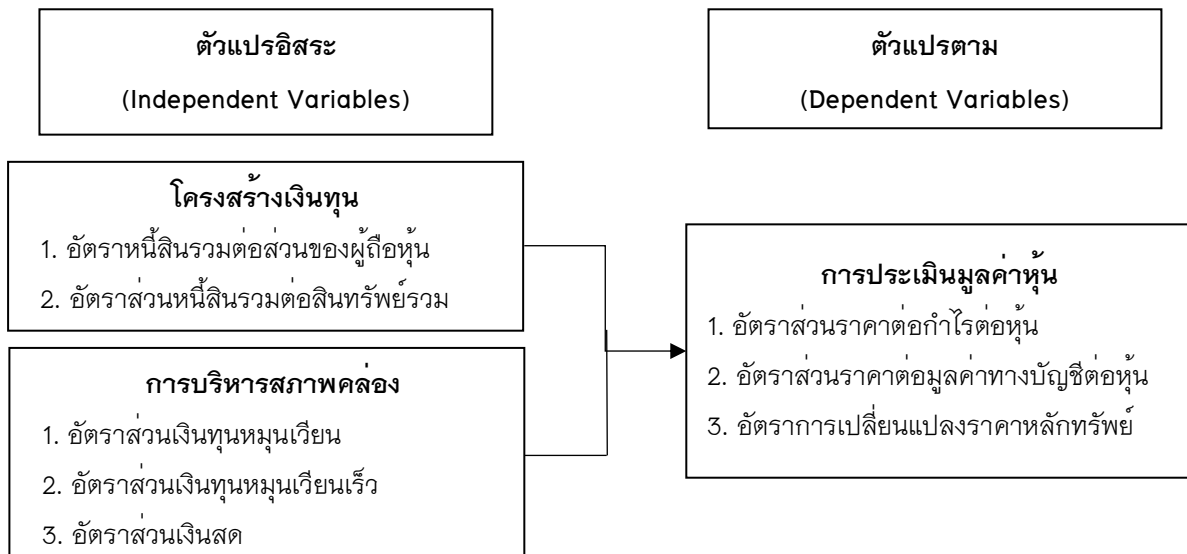 ตัวแปรอิสระ
(Independent Variables)
ตัวแปรตาม
(Dependent Variables)
โครงสร้างเงินทุน
1. อัตราหนี้สินรวมต่อส่วนของผู้ถือหุ้น
2. อัตราส่วนหนี้สินรวมต่อสินทรัพย์รวม
การบริหารสภาพคล่อง
1. อัตราส่วนเงินทุนหมุนเวียน
2. อัตราส่วนเงินทุนหมุนเวียนเร็ว
3. อัตราส่วนเงินสด
การประเมินมูลค่าหุ้น
1. อัตราส่วนราคาต่อกำไรต่อหุ้น
2. อัตราส่วนราคาต่อมูลค่าทางบัญชีต่อหุ้น
3. อัตราการเปลี่ยนแปลงราคาหลักทรัพย์